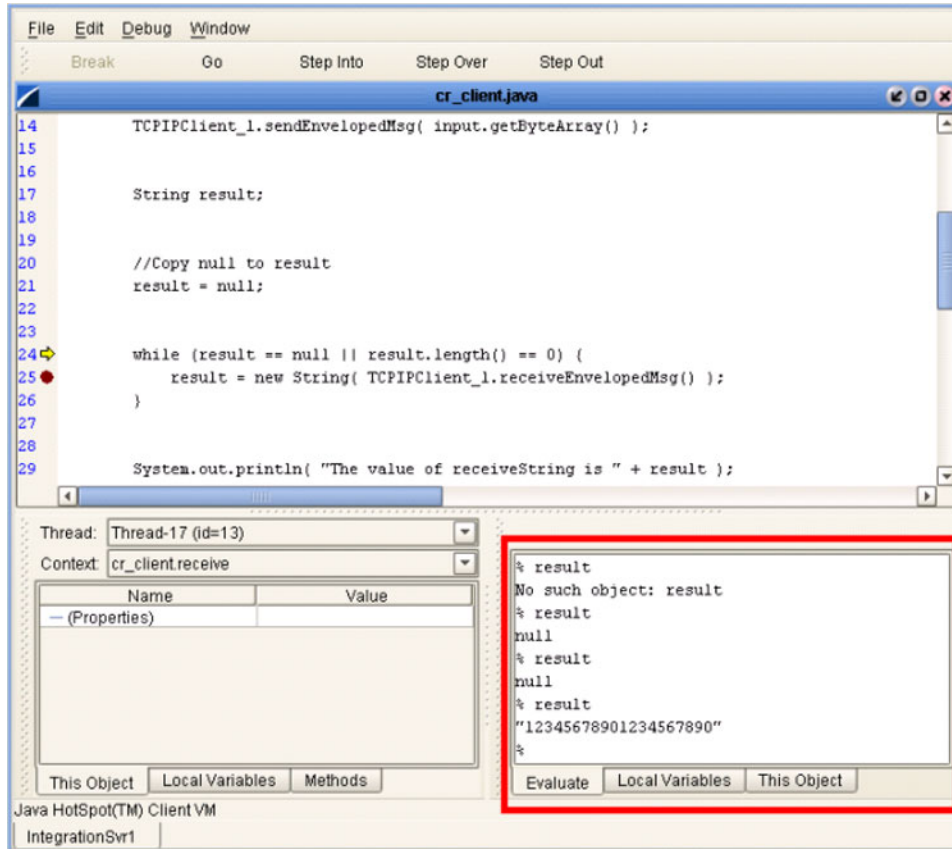 File Edit Debug Window
Break Go Step Into Step Over Step Out
cr_client.java
14 TCPIPClient_1.sendEnvelopedMsg( input.getByteArray() );
15
16
17 String result;
18
19
20 //Copy null to result
21 result = null;
22
23
24 while (result == null || result.length() == 0) {
25 result = new String( TCPIPClient_1.receiveEnvelopedMsg() );
26 }
27
28
29 System.out.println( "The value of receiveString is " + result );
Thread: Thread-17 (id=13)
Context: cr_client.receive
Name Value
(Properties)
This Object Local Variables Methods
% result
No such object: result
% result
null
% result
null
% result
"12345678901234567890"
%
Evaluate Local Variables This Object
Java HotSpot(TM) Client VM
IntegrationSvr1